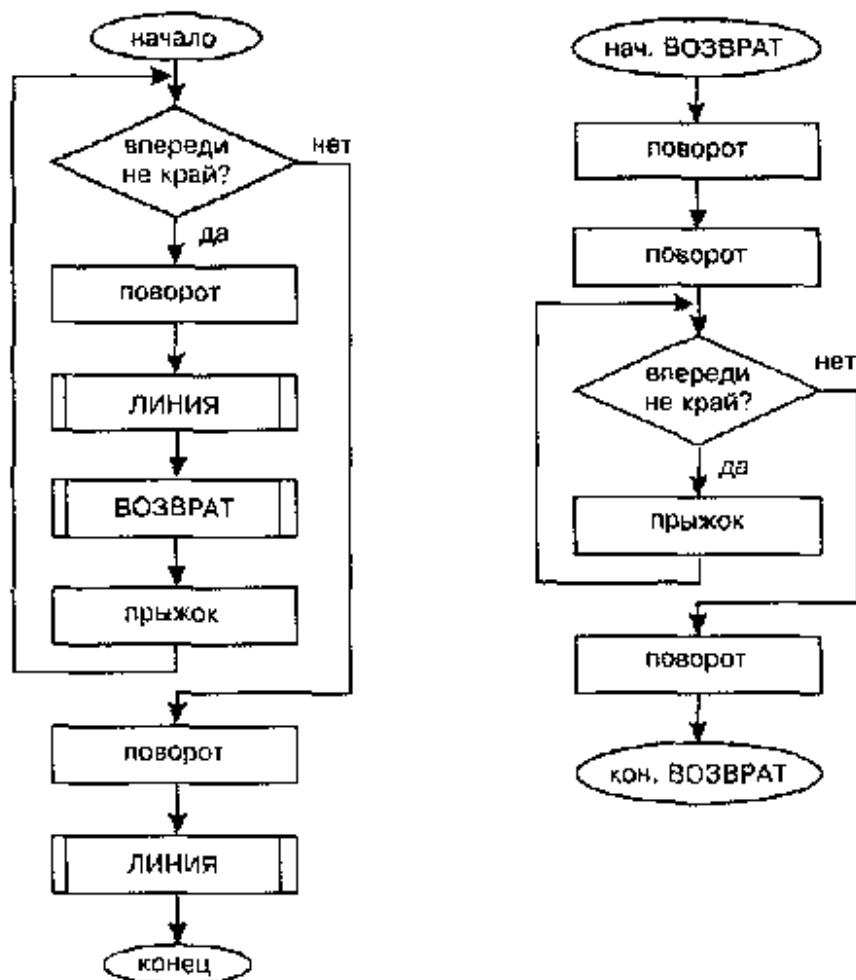 начало
впереди
не край?
нет
да
поворот
ЛИНИЯ
ВОЗВРАТ
прыжок
поворот
ЛИНИЯ
конец
нач. ВОЗВРАТ
поворот
поворот
впереди
не край?
нет
да
прыжок
поворот
кон. ВОЗВРАТ